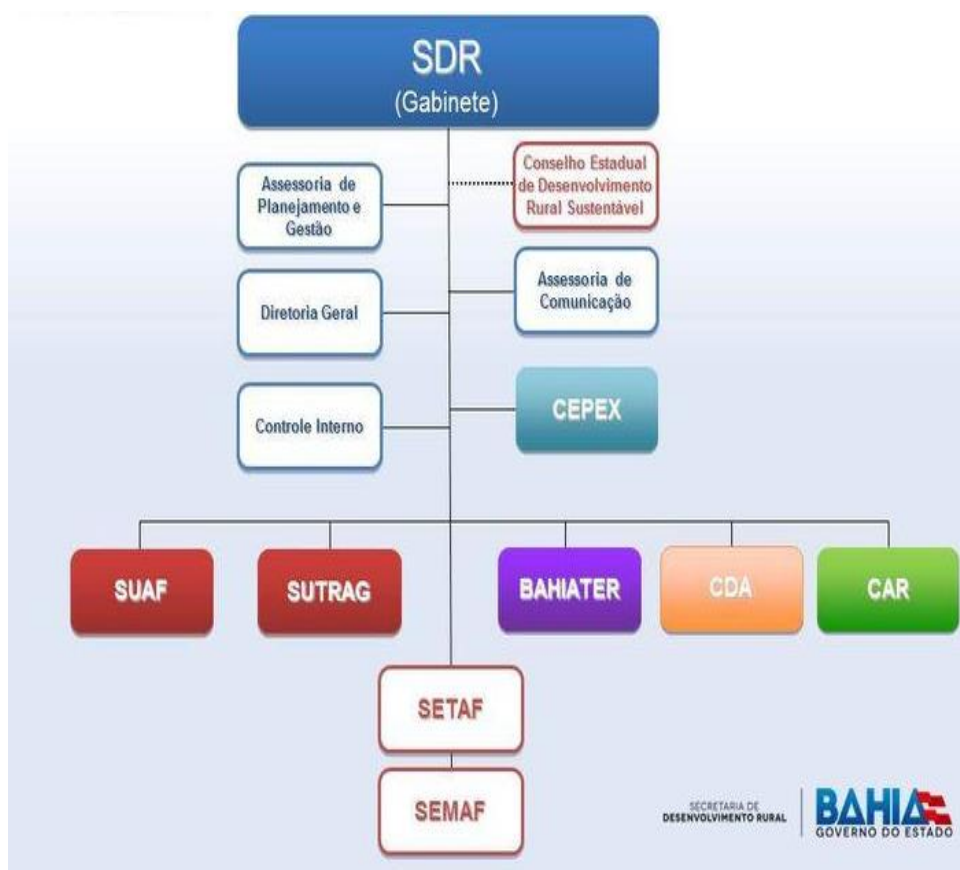 SDR
(Gabinete)
Assessoria de
Planejamento e
Gestão
Conselho Estadual
de Desenvolvimento
Rural Sustentável
Diretoria Geral
Assessoria de
Comunicação
Controle Interno
CEPEX
SUAF
SUTRAG
BAHIATER
CDA
CAR
SETAF
SEMAF
SECRETARIA DE
DESENVOLVIMENTO RURAL
BAHIA
GOVERNO DO ESTADO